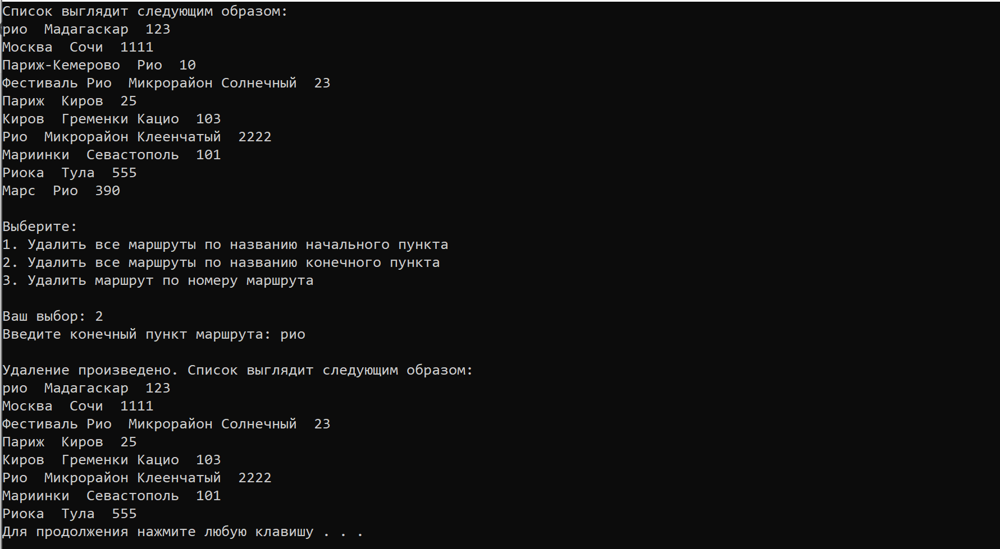 Список выглядит следующим образом:
рио  Мадагаскар  123
Москва  Сочи  1111
Париж-Кемерово  Рио  10
Фестиваль Рио  Микрорайон Солнечный  23
Париж  Киров  25
Киров  Гременки Кацио  103
Рио  Микрорайон Клеенчатый  2222
Мариинки  Севастополь  101
Риока  Тула  555
Марс  Рио  390

Выберите:
1. Удалить все маршруты по названию начального пункта
2. Удалить все маршруты по названию конечного пункта
3. Удалить маршрут по номеру маршрута

Ваш выбор: 2
Введите конечный пункт маршрута: рио

Удаление произведено. Список выглядит следующим образом:
рио  Мадагаскар  123
Москва  Сочи  1111
Фестиваль Рио  Микрорайон Солнечный  23
Париж  Киров  25
Киров  Гременки Кацио  103
Рио  Микрорайон Клеенчатый  2222
Мариинки  Севастополь  101
Риока  Тула  555
Для продолжения нажмите любую клавишу . . .